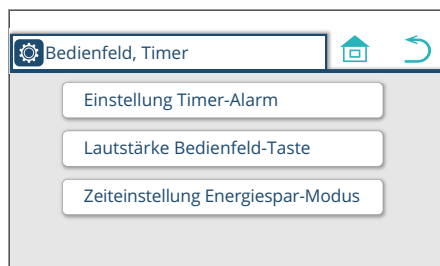 Bedienfeld, Timer
Einstellung Timer-Alarm
Lautstärke Bedienfeld-Taste
Zeiteinstellung Energiespar-Modus